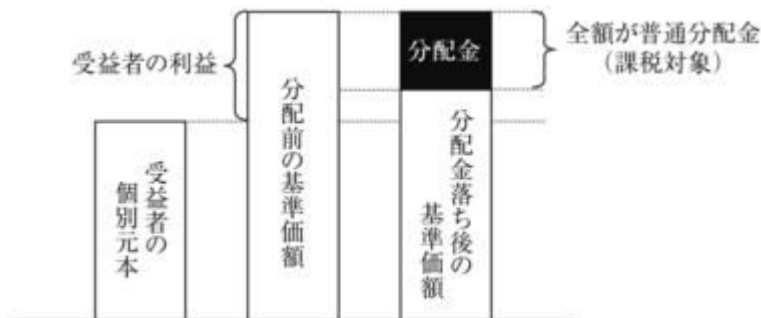 受益者の利益
受益者の
個別元本
分配前の基準価額
分配金
分配金落ち後の
基準価額
全額が普通分配金
（課税対象）